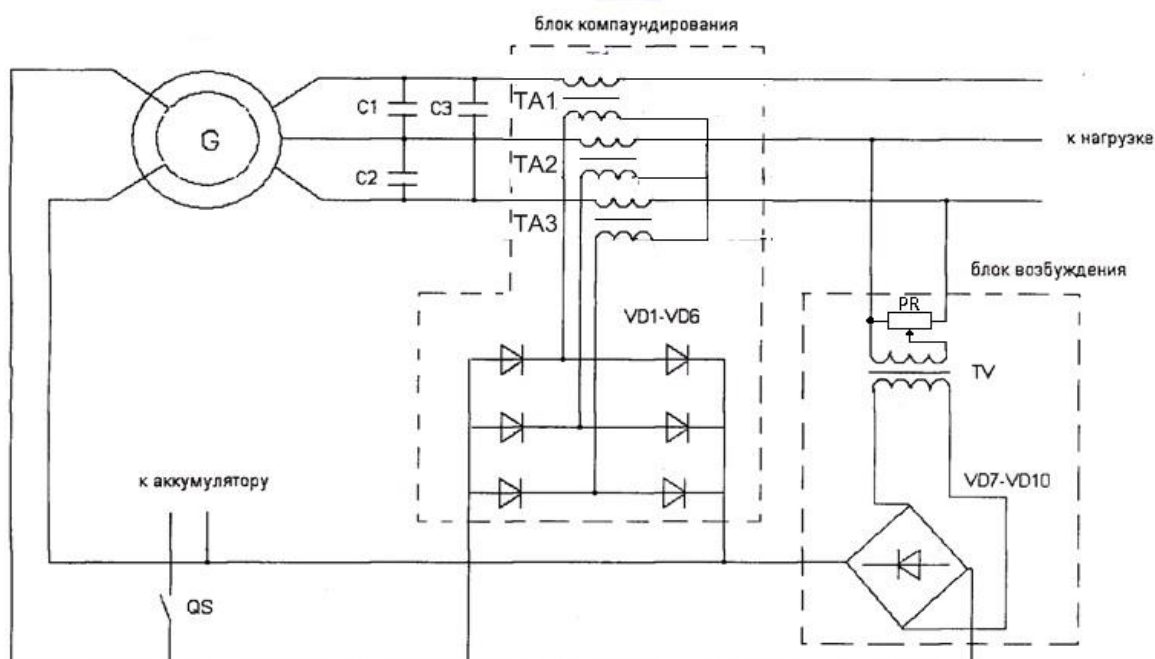 блок компаундирования
G
C1
C3
TA1
C2
TA2
TA3
к нагрузке
блок возбуждения
PR
VD1-VD6
TV
VD7-VD10
к аккумулятору
QS